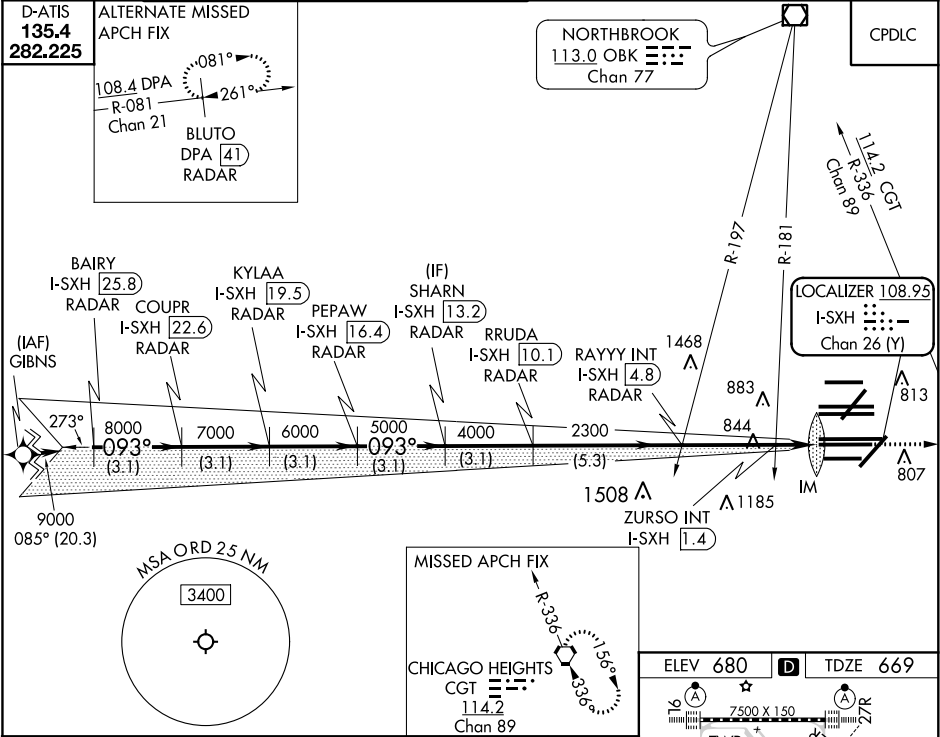 D-ATIS
135.4
282.225
ALTERNATE MISSED
APCH FIX
081°
108.4 DPA
R-081
Chan 21
261°
BLUTO
DPA 41
RADAR
NORTHBROOK
113.0 OBK
Chan 77
CPDLC
114.2 CGT
R-336
Chan 89
R-197
R-181
BAIRY
I-SXH 25.8
RADAR
COUPR
I-SXH 22.6
RADAR
KYLAA
I-SXH 19.5
RADAR
PEPAW
I-SXH 16.4
RADAR
(IF)
SHARN
I-SXH 13.2
RADAR
RRUDA
I-SXH 10.1
RADAR
RAYYY INT
I-SXH 4.8
RADAR
LOCALIZER 108.95
I-SXH
Chan 26 (Y)
(IAF)
GIBNS
1468
883
844
813
807
273°
8000
093°
(3.1)
7000
(3.1)
6000
(3.1)
5000
093°
(3.1)
4000
(3.1)
2300
(5.3)
IM
1508
1185
ZURSO INT
I-SXH 1.4
9000
085° (20.3)
MSA ORD 25 NM
3400
MISSED APCH FIX
R-336
156°
336°
CHICAGO HEIGHTS
CGT
114.2
Chan 89
ELEV 680
D
TDZE 669
A
A
7500 X 150
27R